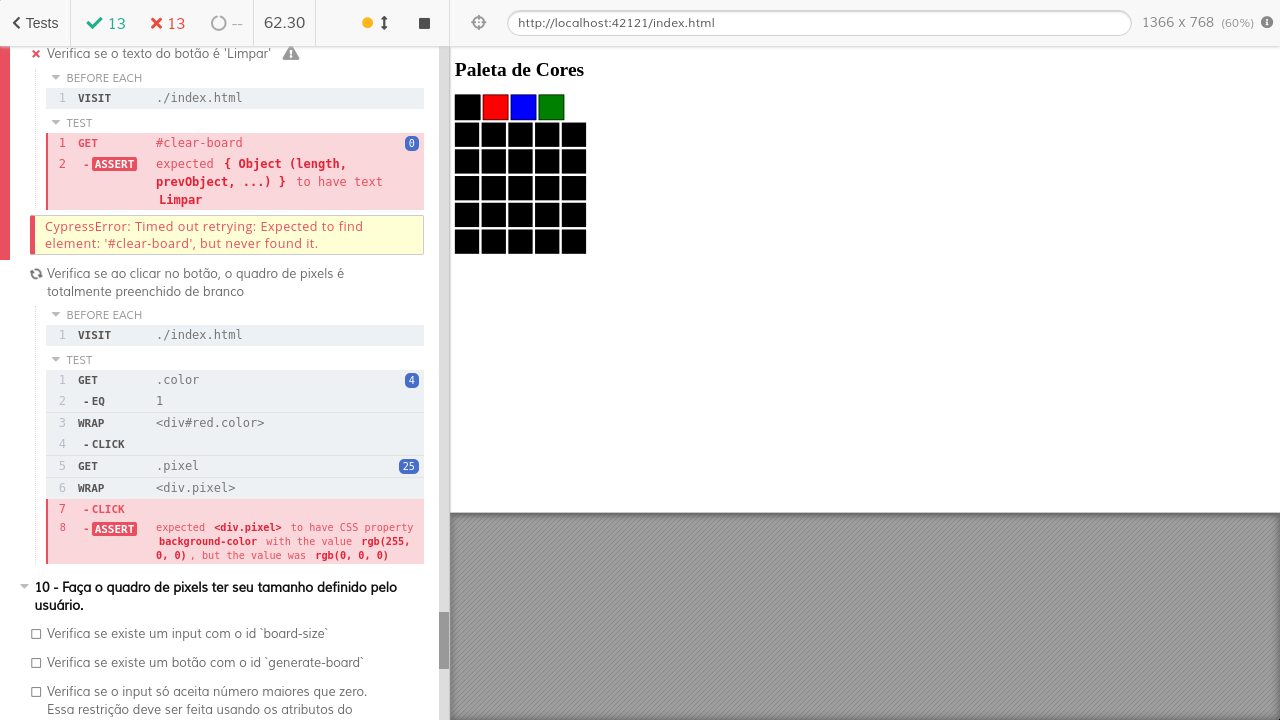 Tests 13 13 -- 62.30
http://localhost:42121/index.html 1366 x 768 (60%)
Verifica se o texto do botão é 'Limpar'
BEFORE EACH
1 VISIT ./index.html
TEST
1 GET #clear-board 0
2 - ASSERT expected { Object (length,
prevObject, ...) } to have text
Limpar
CypressError: Timed out retrying: Expected to find
element: '#clear-board', but never found it.
Verifica se ao clicar no botão, o quadro de pixels é
totalmente preenchido de branco
BEFORE EACH
1 VISIT ./index.html
TEST
1 GET .color 4
2 - EQ 1
3 WRAP <div#red.color>
4 - CLICK
5 GET .pixel 25
6 WRAP <div.pixel>
7 - CLICK
8 - ASSERT expected <div.pixel> to have CSS property
background-color with the value rgb(255,
0, 0), but the value was rgb(0, 0, 0)
10 - Faça o quadro de pixels ter seu tamanho definido pelo
usuário.
Verifica se existe um input com o id `board-size`
Verifica se existe um botão com o id `generate-board`
Verifica se o input só aceita número maiores que zero.
Essa restrição deve ser feita usando os atributos do
Paleta de Cores